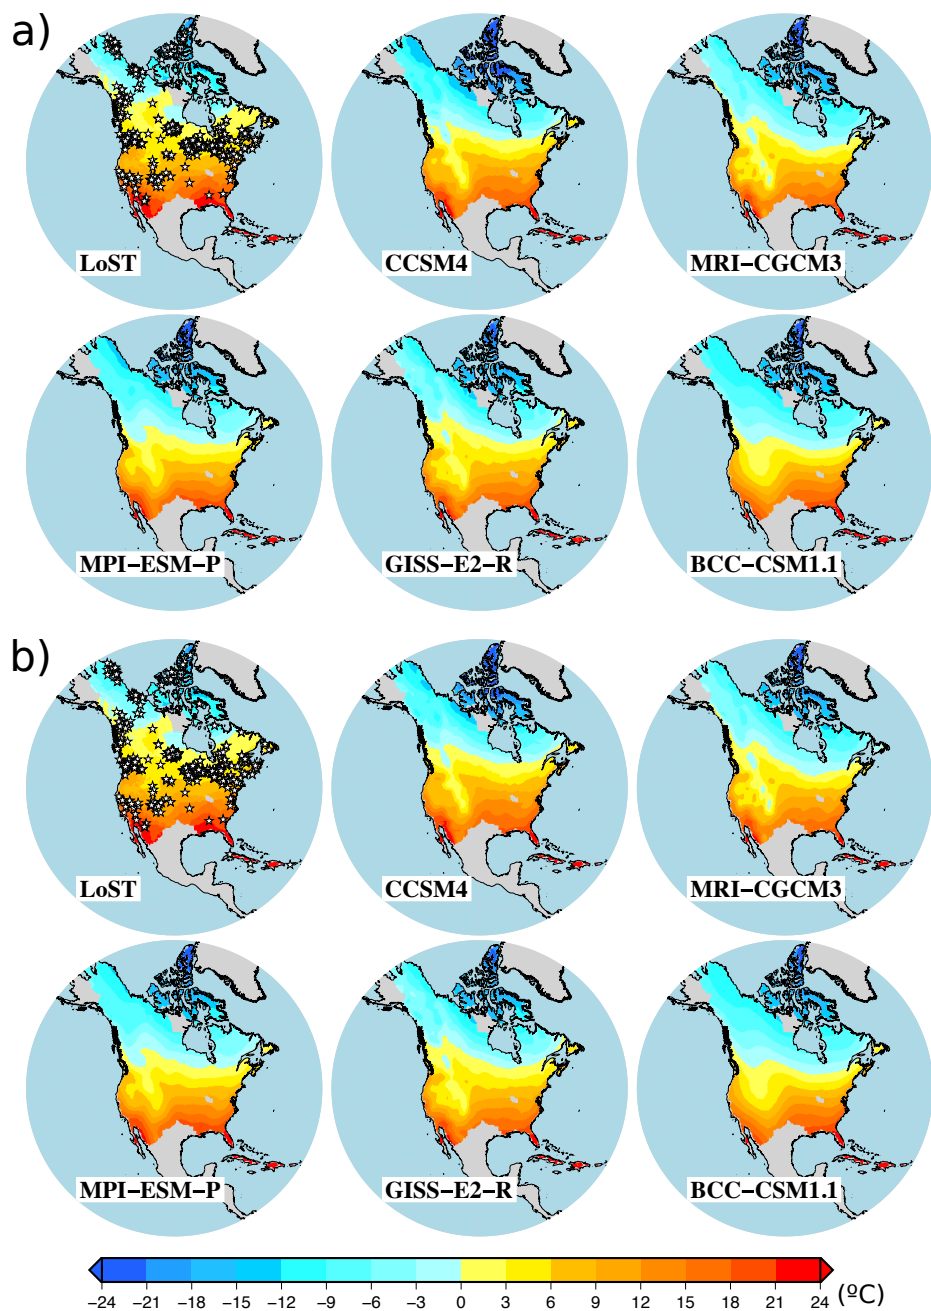 a)
LoST
CCSM4
MRI−CGCM3
MPI−ESM−P
GISS−E2−R
BCC−CSM1.1
b)
LoST
CCSM4
MRI−CGCM3
MPI−ESM−P
GISS−E2−R
BCC−CSM1.1
−24 −21 −18 −15 −12 −9 −6 −3 0 3 6 9 12 15 18 21 24 (ºC)